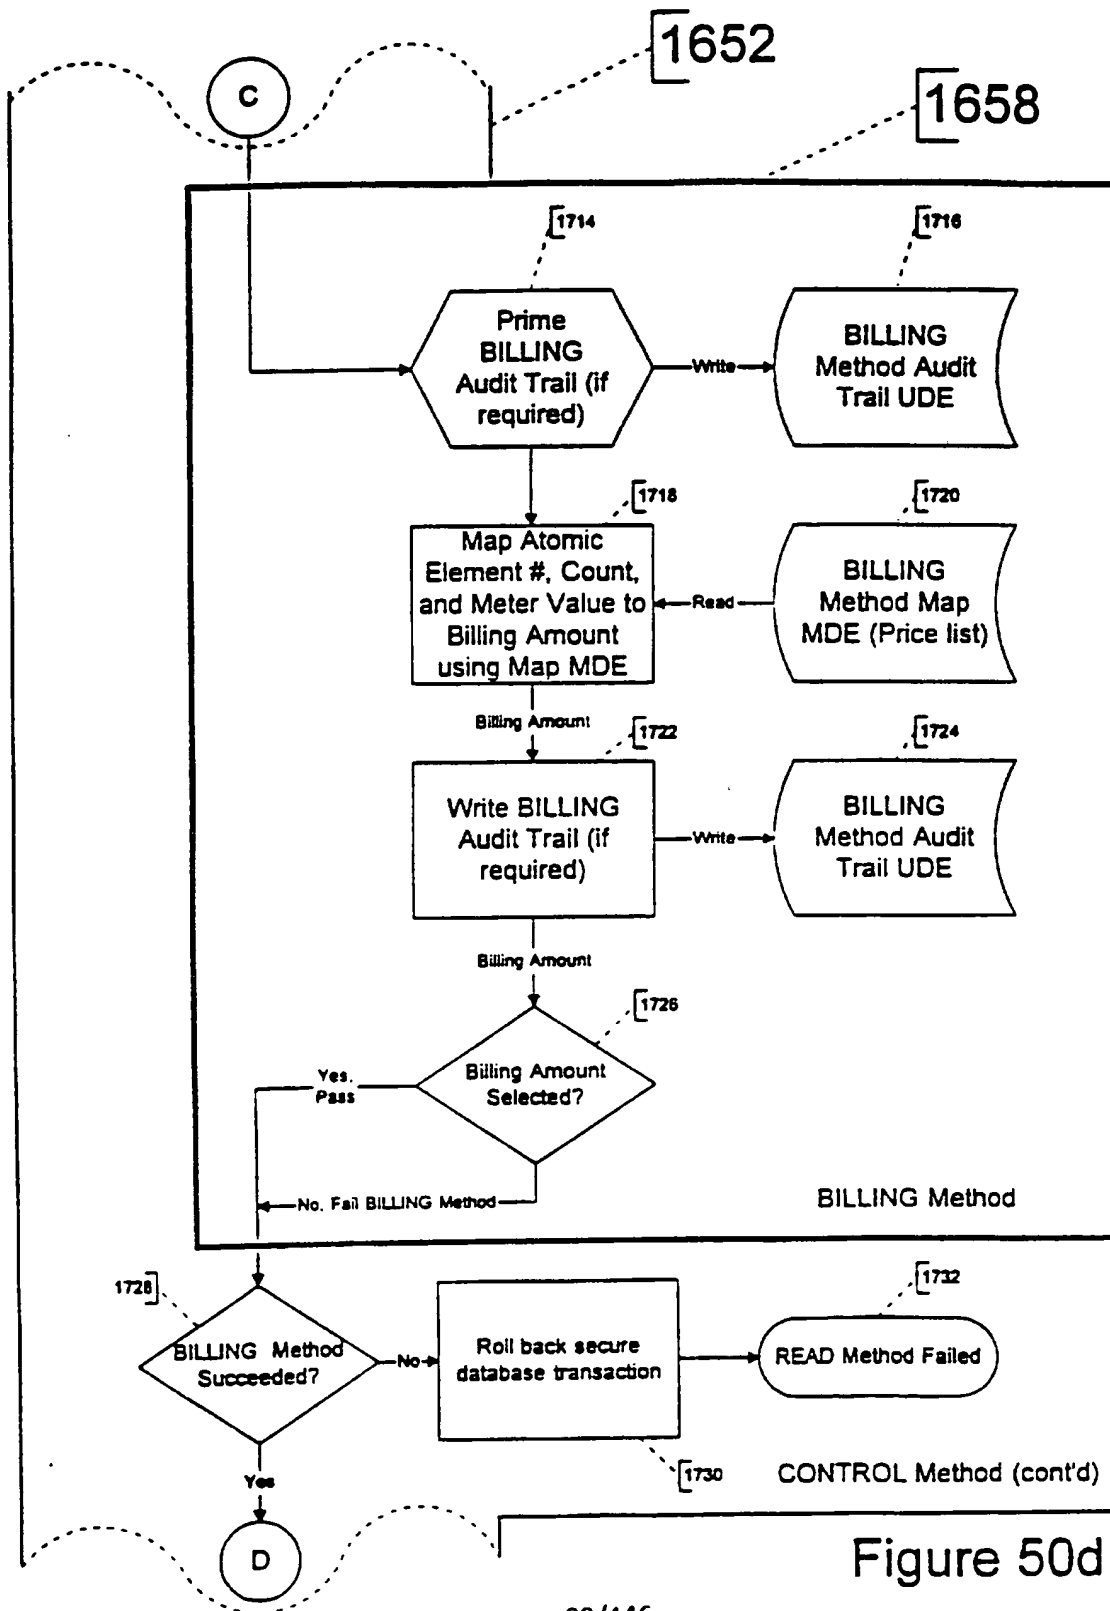 1652
C
1658
1714
1716
Prime
BILLING
Audit Trail (if
required)
Write
BILLING
Method Audit
Trail UDE
1718
1720
Map Atomic
Element #, Count,
and Meter Value to
Billing Amount
using Map MDE
Read
BILLING
Method Map
MDE (Price list)
Billing Amount
1722
1724
Write BILLING
Audit Trail (if
required)
Write
BILLING
Method Audit
Trail UDE
Billing Amount
1726
Billing Amount
Selected?
Yes,
Pass
No, Fail BILLING Method
BILLING Method
1728
1732
BILLING Method
Succeeded?
No
Roll back secure
database transaction
READ Method Failed
1730
CONTROL Method (cont'd)
Yes
D
Figure 50d